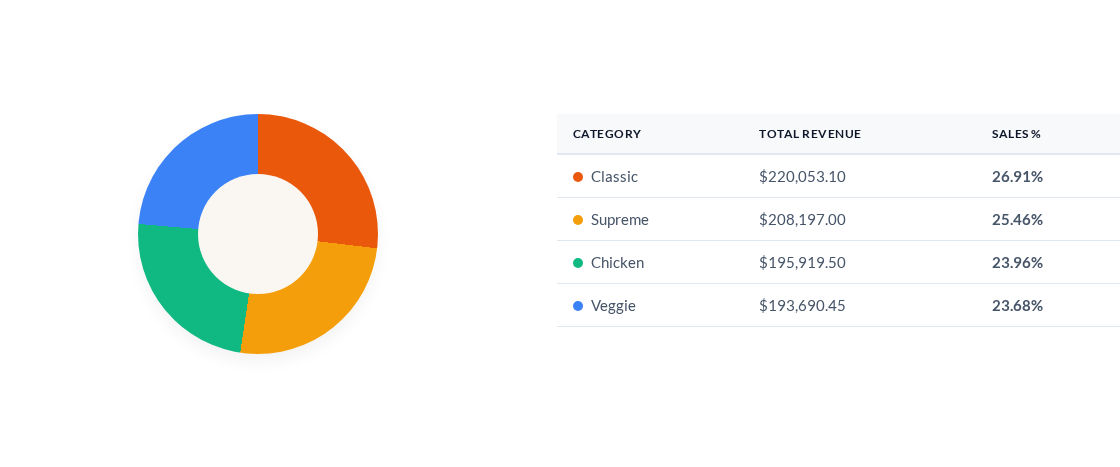 CATEGORY TOTAL REVENUE SALES %
Classic $220,053.10 26.91%
Supreme $208,197.00 25.46%
Chicken $195,919.50 23.96%
Veggie $193,690.45 23.68%